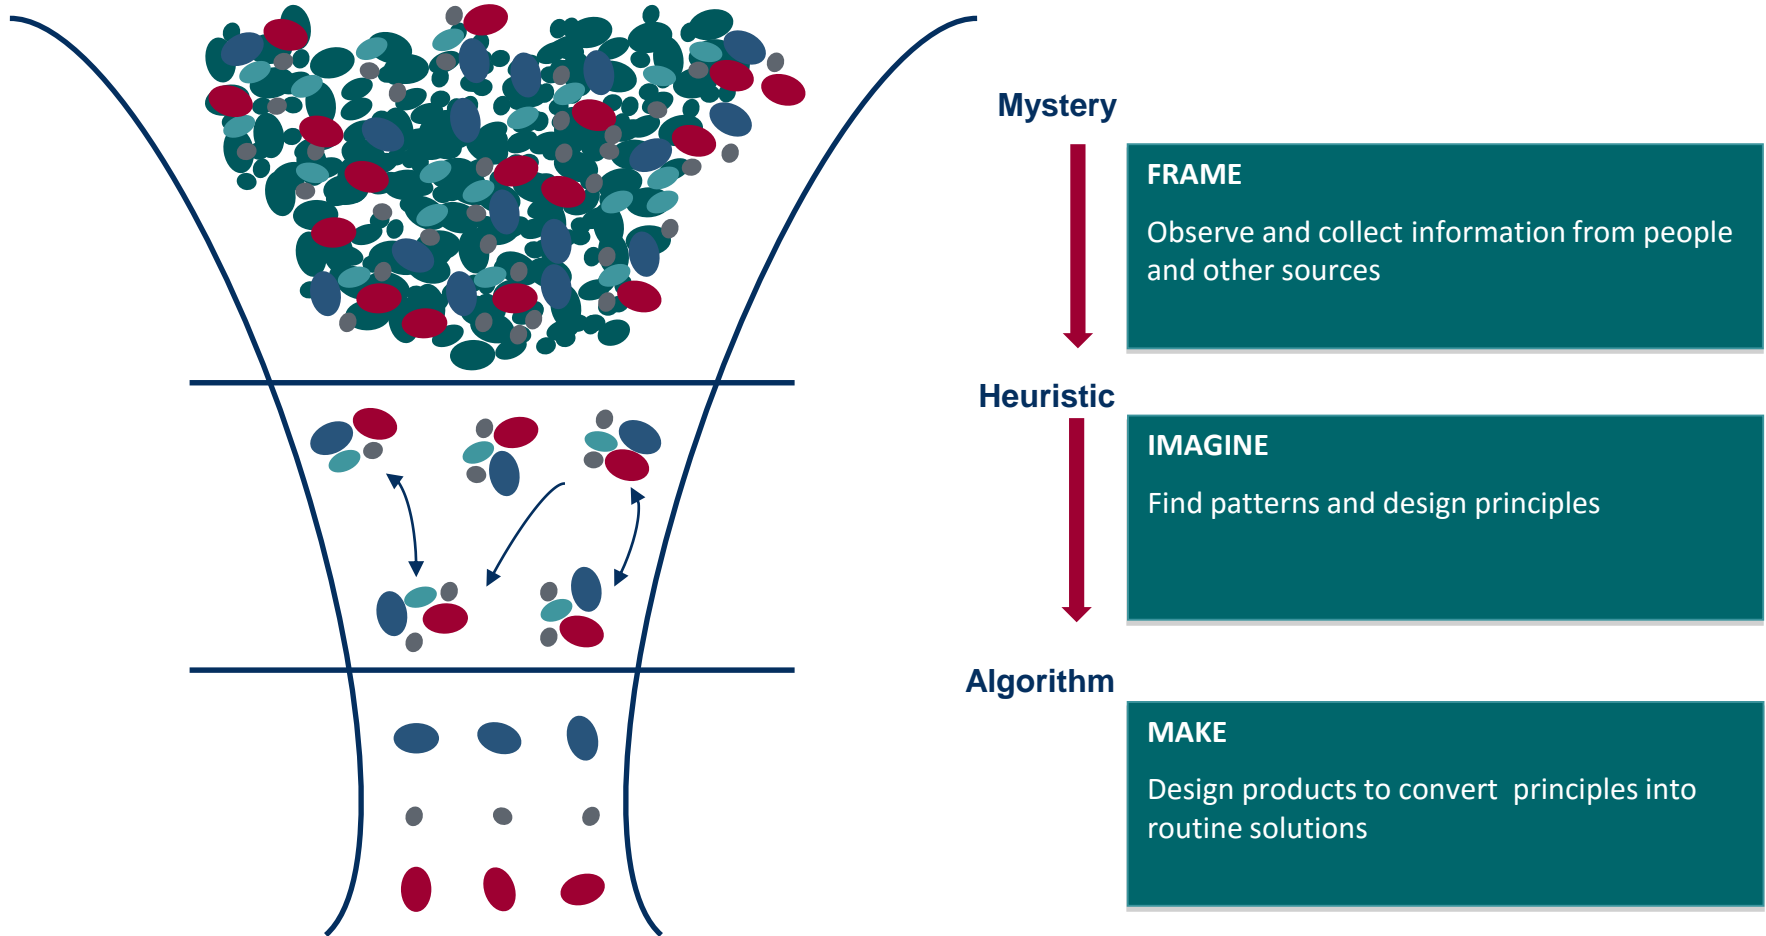 Mystery
FRAME
Observe and collect information from people
and other sources
Heuristic
IMAGINE
Find patterns and design principles
Algorithm
MAKE
Design products to convert  principles into
routine solutions